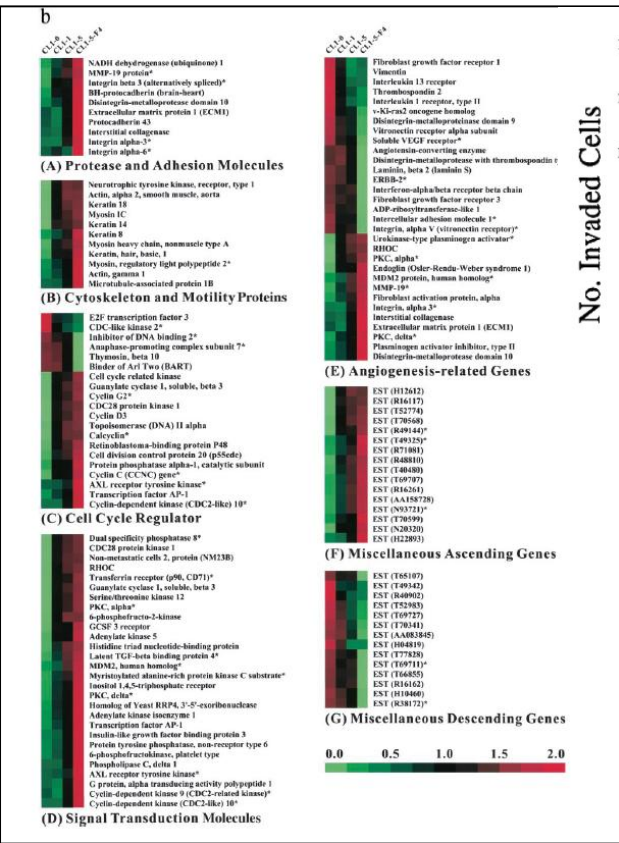 b
CL1-0 CL1-1 CL1-5 CL1-5-F4
NADH dehydrogenase (ubiquinone) 1
MMP-19 protein*
Integrin beta 3 (alternatively spliced)*
BH-protocadherin (brain-heart)
Disintegrin-metalloprotease domain 10
Extracellular matrix protein 1 (ECM1)
Protocadherin 43
Interstitial collagenase
Integrin alpha-3*
Integrin alpha-6*
(A) Protease and Adhesion Molecules
Neurotrophic tyrosine kinase, receptor, type 1
Actin, alpha 2, smooth muscle, aorta
Keratin 18
Myosin IC
Keratin 14
Keratin 8
Myosin heavy chain, nonmuscle type A
Keratin, hair, basic, 1
Myosin, regulatory light polypeptide 2*
Actin, gamma 1
Microtubule-associated protein 1B
(B) Cytoskeleton and Motility Proteins
E2F transcription factor 3
CDC-like kinase 2*
Inhibitor of DNA binding 2*
Anaphase-promoting complex subunit 7*
Thymosin, beta 10
Binder of Arl Two (BART)
Cell cycle related kinase
Guanylate cyclase 1, soluble, beta 3
Cyclin G2*
CDC28 protein kinase 1
Cyclin D3
Topoisomerase (DNA) II alpha
Calcyclin*
Retinoblastoma-binding protein P48
Cell division control protein 20 (p55cdc)
Protein phosphatase alpha-1, catalytic subunit
Cyclin C (CCNC) gene*
AXL receptor tyrosine kinase*
Transcription factor AP-1
Cyclin-dependent kinase (CDC2-like) 10*
(C) Cell Cycle Regulator
Dual specificity phosphatase 8*
CDC28 protein kinase 1
Non-metastatic cells 2, protein (NM23B)
RHOC
Transferrin receptor (p90, CD71)*
Guanylate cyclase 1, soluble, beta 3
Serine/threonine kinase 12
PKC, alpha*
6-phosphofructo-2-kinase
GCSF 3 receptor
Adenylate kinase 5
Histidine triad nucleotide-binding protein
Latent TGF-beta binding protein 4*
MDM2, human homolog*
Myristoylated alanine-rich protein kinase C substrate*
Inositol 1,4,5-triphosphate receptor
PKC, delta*
Homolog of Yeast RRP4, 3'-5'-exoribonuclease
Adenylate kinase isoenzyme 1
Transcription factor AP-1
Insulin-like growth factor binding protein 3
Protein tyrosine phosphatase, non-receptor type 6
6-phosphofructokinase, platelet type
Phospholipase C, delta 1
AXL receptor tyrosine kinase*
G protein, alpha transducing activity polypeptide 1
Cyclin-dependent kinase 9 (CDC2-related kinase)*
Cyclin-dependent kinase (CDC2-like) 10*
(D) Signal Transduction Molecules
CL1-0 CL1-1 CL1-5 CL1-5-F4
Fibroblast growth factor receptor 1
Vimentin
Interleukin 13 receptor
Thrombospondin 2
Interleukin 1 receptor, type II
v-Ki-ras2 oncogene homolog
Disintegrin-metalloproteinase domain 9
Vitronectin receptor alpha subunit
Soluble VEGF receptor*
Angiotensin-converting enzyme
Disintegrin-metalloprotease with thrombospondin
Laminin, beta 2 (laminin S)
ERBB-2*
Interferon-alpha/beta receptor beta chain
Fibroblast growth factor receptor 3
ADP-ribosyltransferase-like 1
Intercellular adhesion molecule 1*
Integrin, alpha V (vitronectin receptor)*
Urokinase-type plasminogen activator*
RHOC
PKC, alpha*
Endoglin (Osler-Rendu-Weber syndrome 1)
MDM2 protein, human homolog*
MMP-19*
Fibroblast activation protein, alpha
Integrin, alpha 3*
Interstitial collagenase
Extracellular matrix protein 1 (ECM1)
PKC, delta*
Plasminogen activator inhibitor, type II
Disintegrin-metalloprotease domain 10
(E) Angiogenesis-related Genes
EST (H12612)
EST (R16117)
EST (T52774)
EST (T70568)
EST (R49144)*
EST (T49325)*
EST (R71081)
EST (R48810)
EST (T40480)
EST (T69707)
EST (R16261)
EST (AA158728)
EST (N93721)*
EST (T70599)
EST (N20320)
EST (H22893)
(F) Miscellaneous Ascending Genes
EST (T65107)
EST (T49342)
EST (R40902)
EST (T52983)
EST (T69727)
EST (T70341)
EST (AA083845)
EST (H04819)
EST (T77828)
EST (T69711)*
EST (T66855)
EST (R16162)
EST (H10460)
EST (R38172)*
(G) Miscellaneous Descending Genes
0.0 0.5 1.0 1.5 2.0
No. Invaded Cells